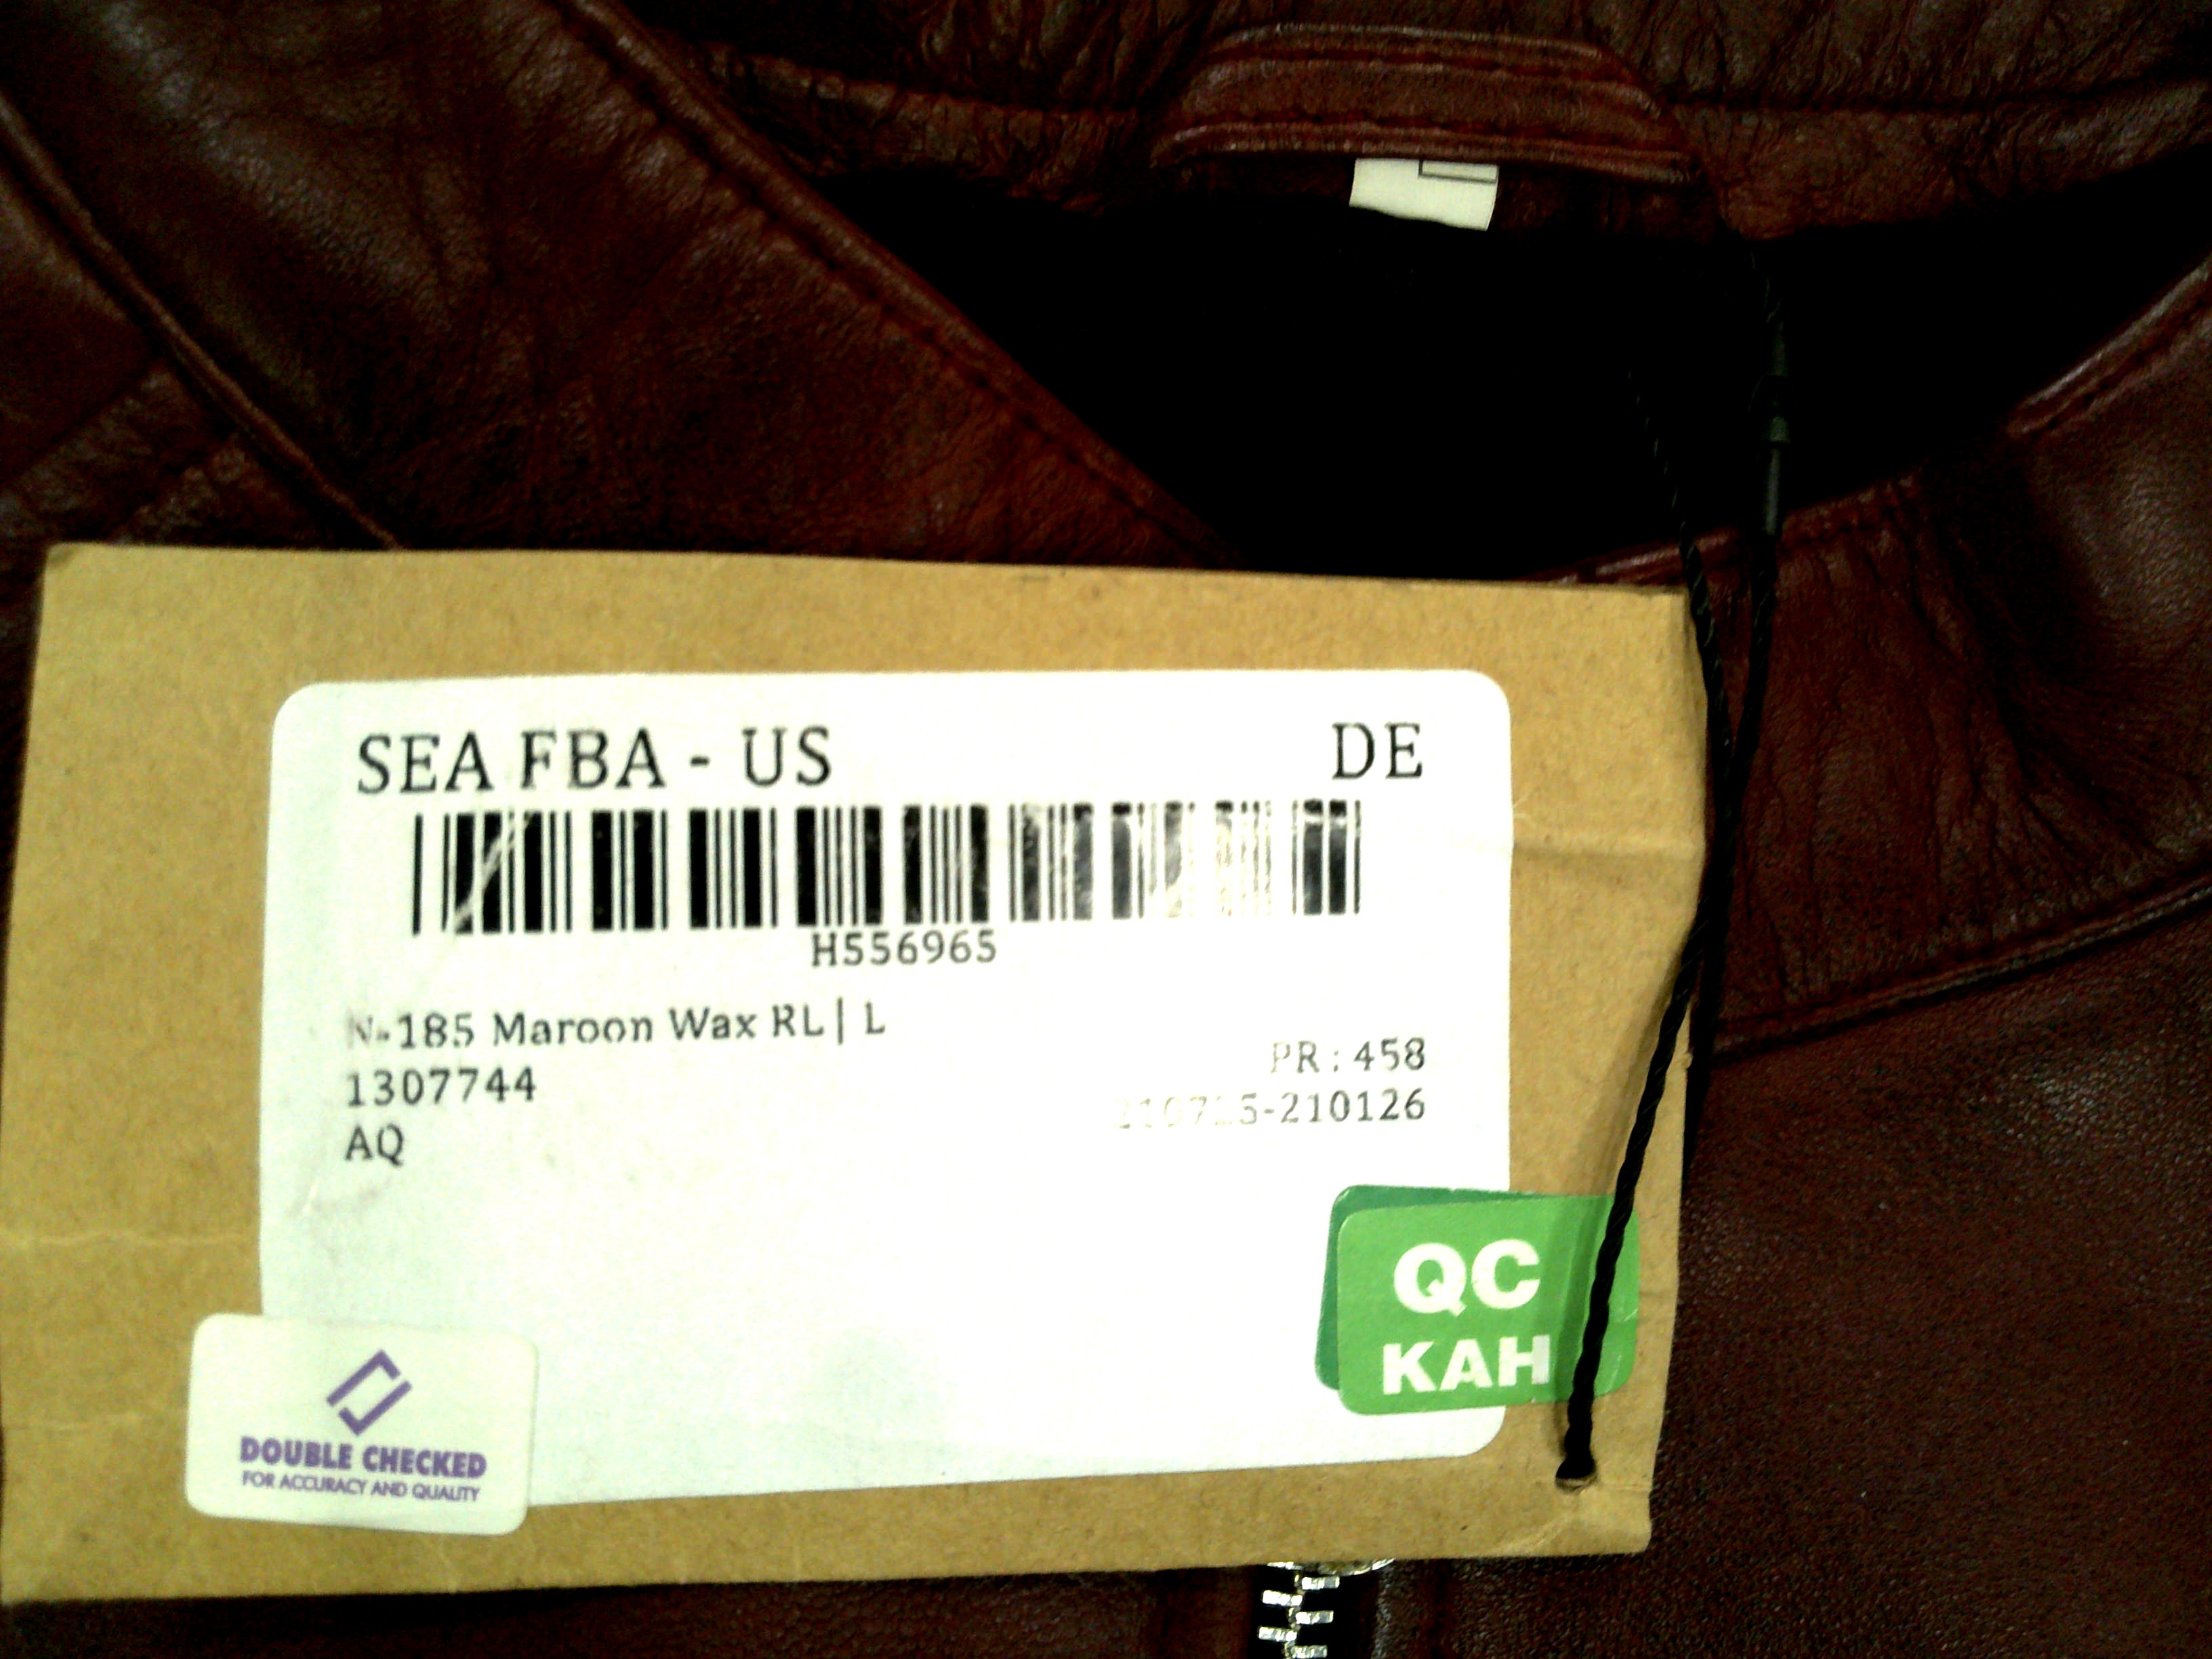 SEA FBA - US DE
H556965
N-185 Maroon Wax RL| L
1307744
PR : 458
-210126
AQ
QC
KAH
DOUBLE CHECKED
FOR ACCURACY AND QUALITY